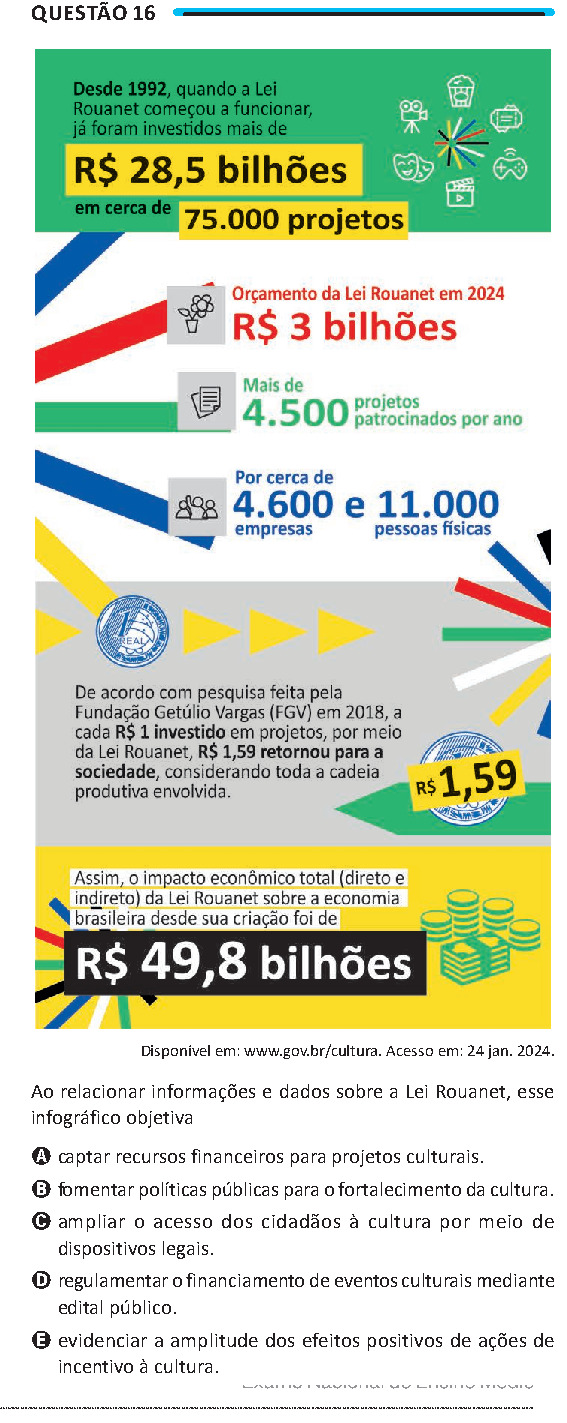 QUESTÃO 16
Desde 1992, quando a Lei
Rouanet começou a funcionar,
já foram investidos mais de
R$ 28,5 bilhões
em cerca de
75.000 projetos
Orçamento da Lei Rouanet em 2024
R$ 3 bilhões
Mais de
4.500 projetos
patrocinados por ano
Por cerca de
4.600 e 11.000
empresas pessoas físicas
REAL
De acordo com pesquisa feita pela
Fundação Getúlio Vargas (FGV) em 2018, a
cada R$ 1 investido em projetos, por meio
da Lei Rouanet, R$ 1,59 retornou para a
sociedade, considerando toda a cadeia
produtiva envolvida.
R$ 1,59
Assim, o impacto econômico total (direto e
indireto) da Lei Rouanet sobre a economia
brasileira desde sua criação foi de
R$ 49,8 bilhões
Disponível em: www.gov.br/cultura. Acesso em: 24 jan. 2024.
Ao relacionar informações e dados sobre a Lei Rouanet, esse
infográfico objetiva
A captar recursos financeiros para projetos culturais.
B fomentar políticas públicas para o fortalecimento da cultura.
C ampliar o acesso dos cidadãos à cultura por meio de
dispositivos legais.
D regulamentar o financiamento de eventos culturais mediante
edital público.
E evidenciar a amplitude dos efeitos positivos de ações de
incentivo à cultura.
Exame Nacional do Ensino Médio